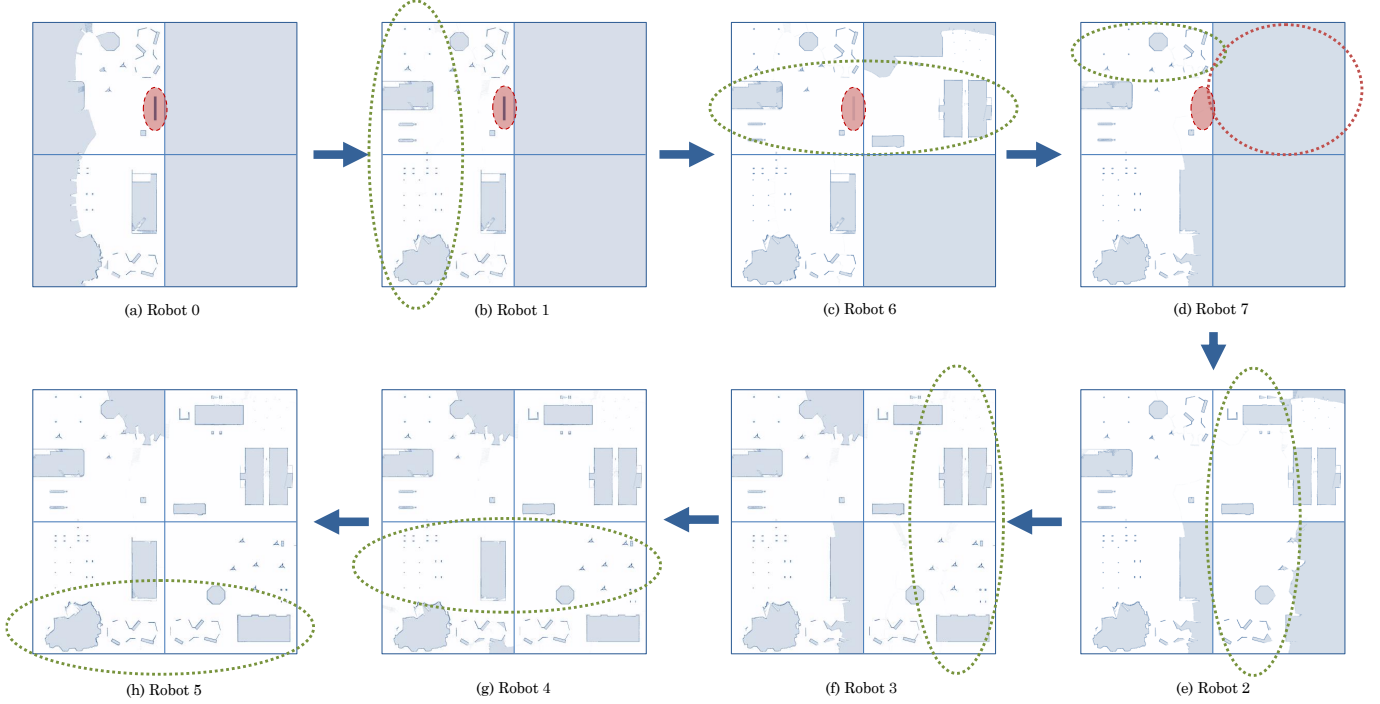 (a) Robot 0
(b) Robot 1
(c) Robot 6
(d) Robot 7
(h) Robot 5
(g) Robot 4
(f) Robot 3
(e) Robot 2